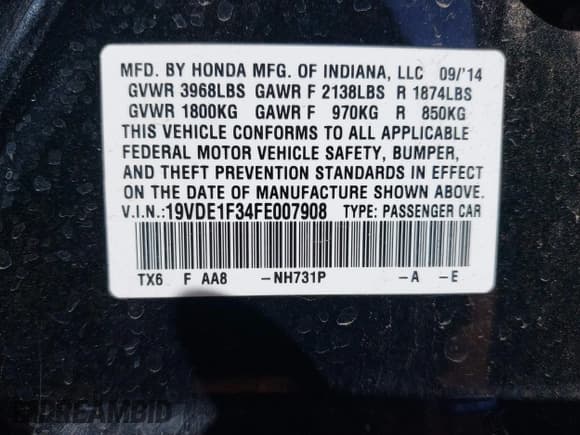 MFD. BY HONDA MFG. OF INDIANA, LLC 09/'14
GVWR 3968LBS GAWR F 2138LBS R 1874LBS
GVWR 1800KG GAWR F 970KG R 850KG
THIS VEHICLE CONFORMS TO ALL APPLICABLE
FEDERAL MOTOR VEHICLE SAFETY, BUMPER,
AND THEFT PREVENTION STANDARDS IN EFFECT
ON THE DATE OF MANUFACTURE SHOWN ABOVE.
V.I.N.:19VDE1F34FE007908 TYPE: PASSENGER CAR
TX6 F AA8 -NH731P -A -E
BIDREAMBID